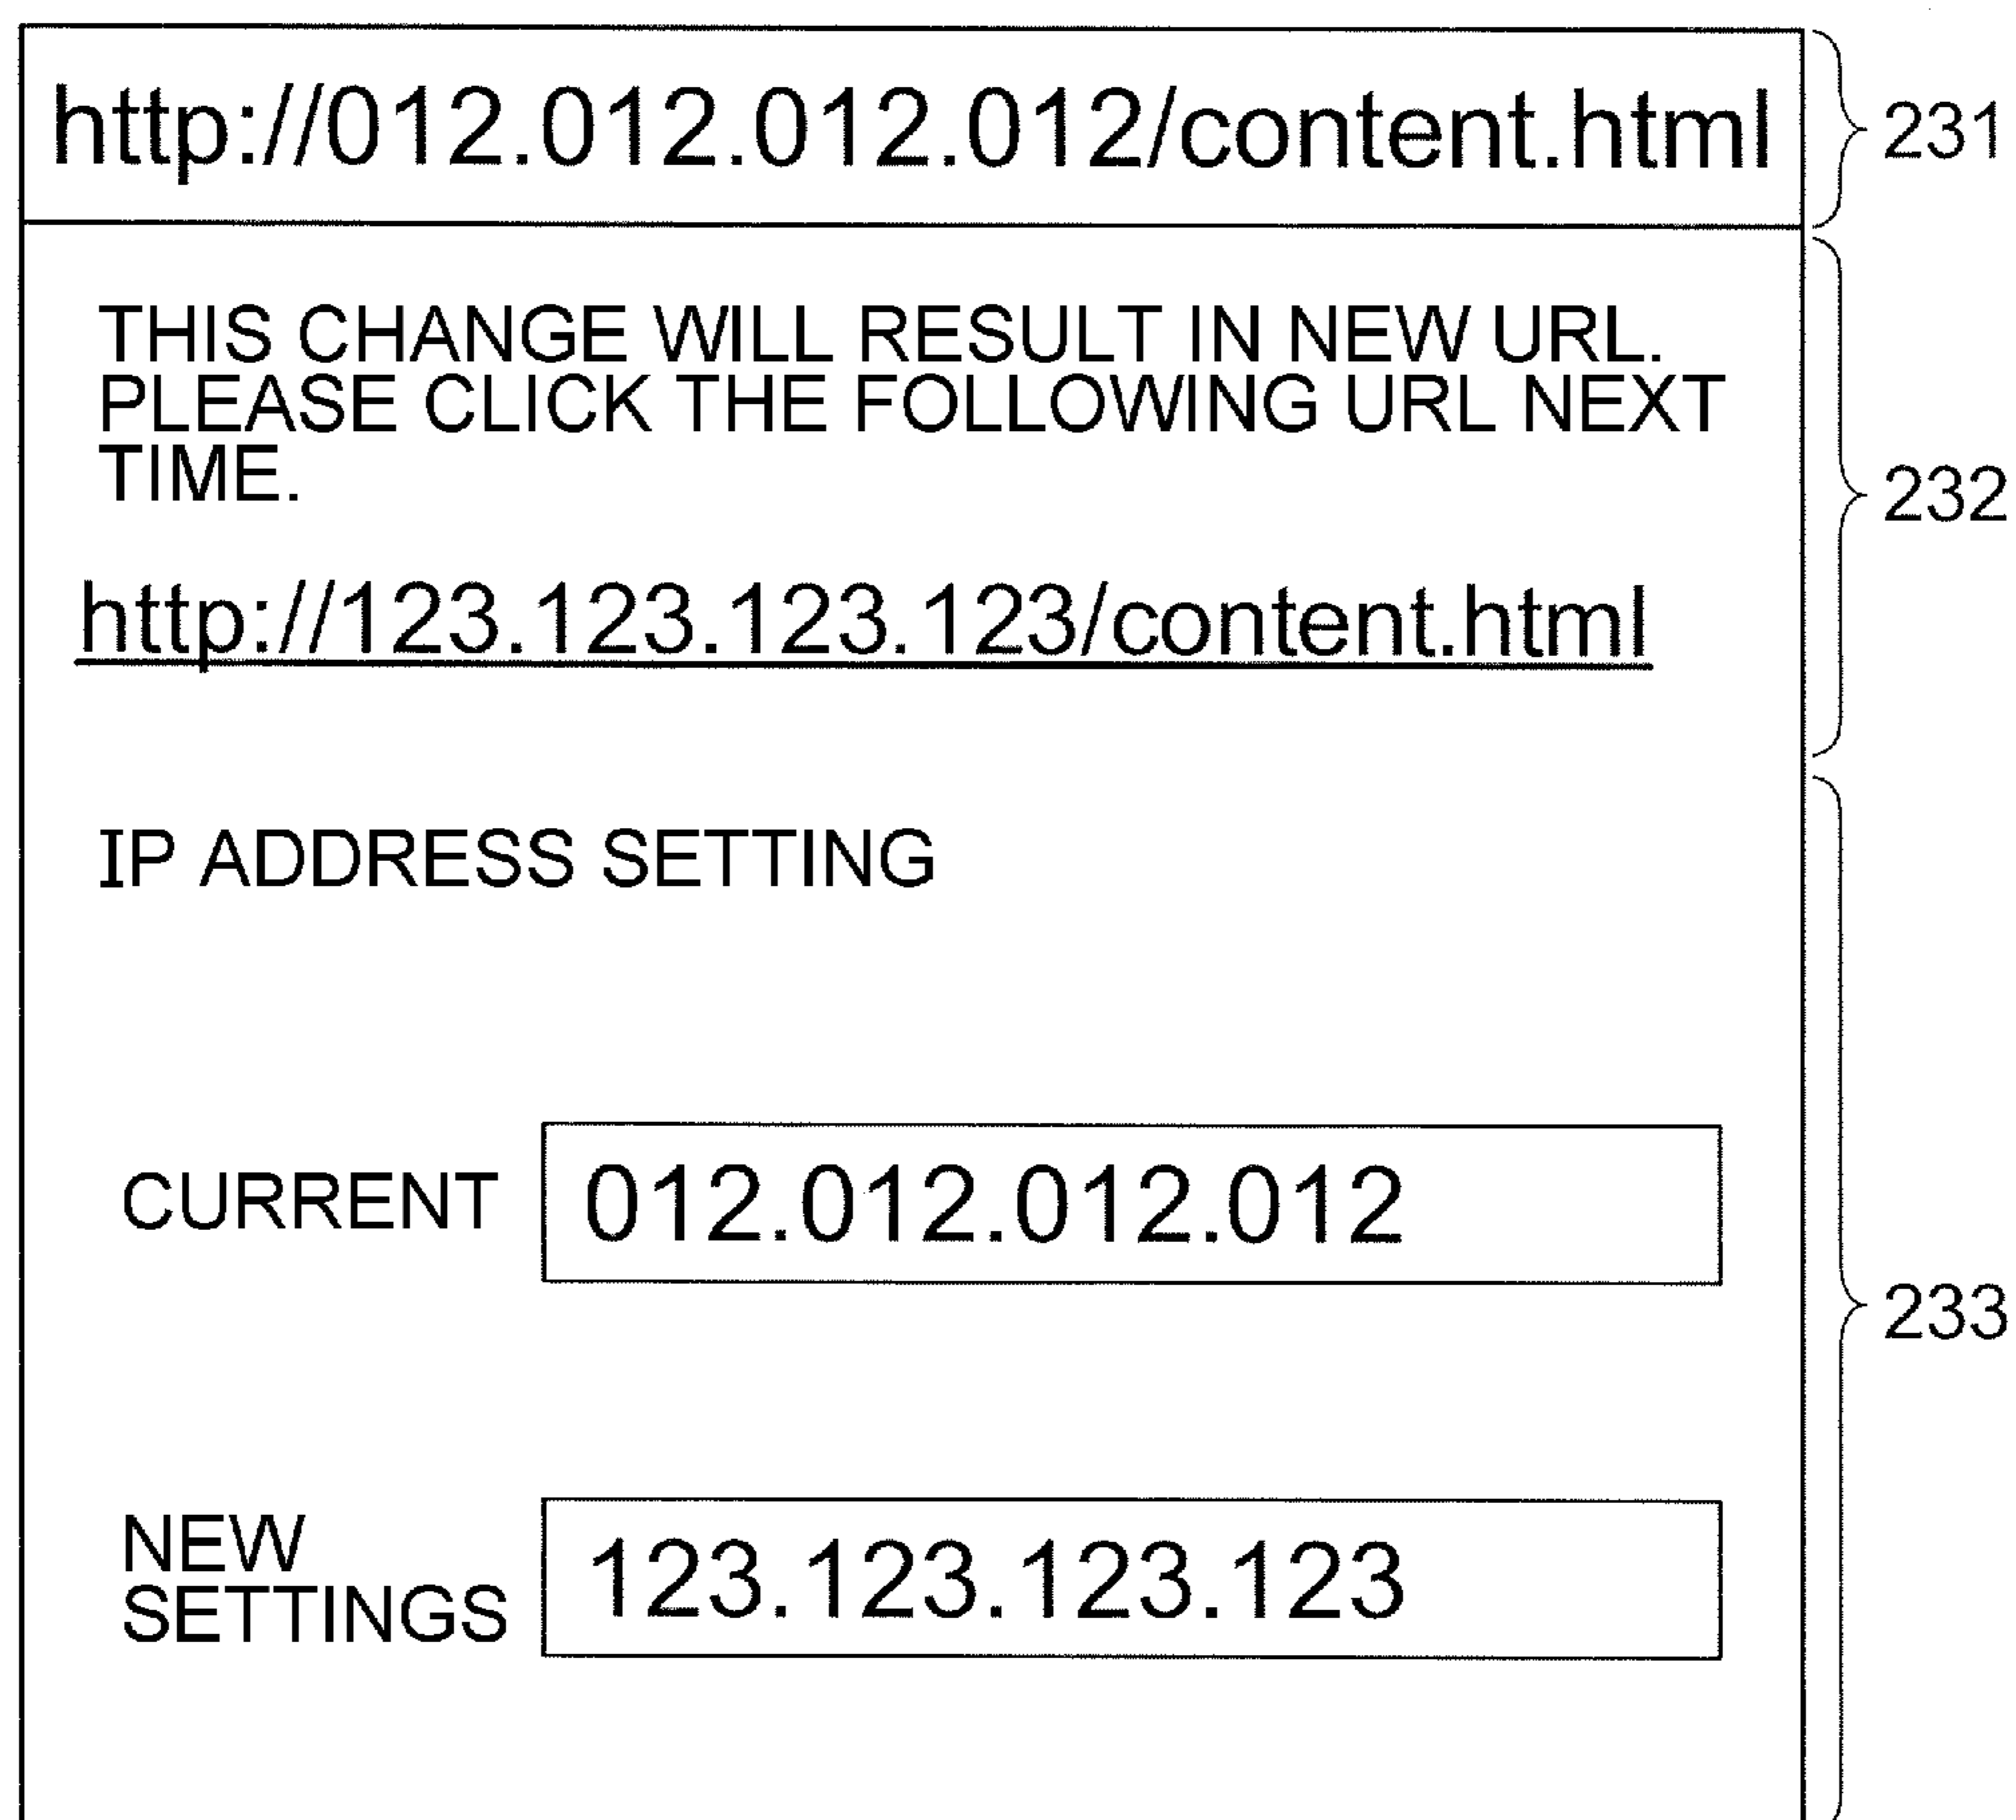 http://012.012.012.012/content.html
231
THIS CHANGE WILL RESULT IN NEW URL.
PLEASE CLICK THE FOLLOWING URL NEXT
TIME.
232
http://123.123.123.123/content.html
IP ADDRESS SETTING
CURRENT 012.012.012.012
233
NEW
SETTINGS 123.123.123.123